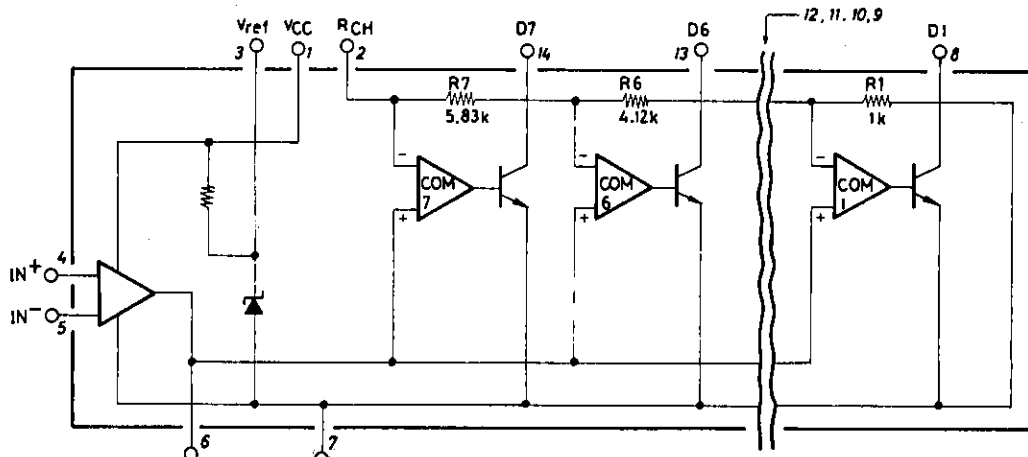 Vref
VCC
RCH
D7
D6
12, 11, 10, 9
D1
3
1
2
14
13
8
R7
R6
R1
5.83k
4.12k
1k
-
-
-
COM
7
COM
6
COM
1
+
+
+
IN+
4
IN-
5
6
7